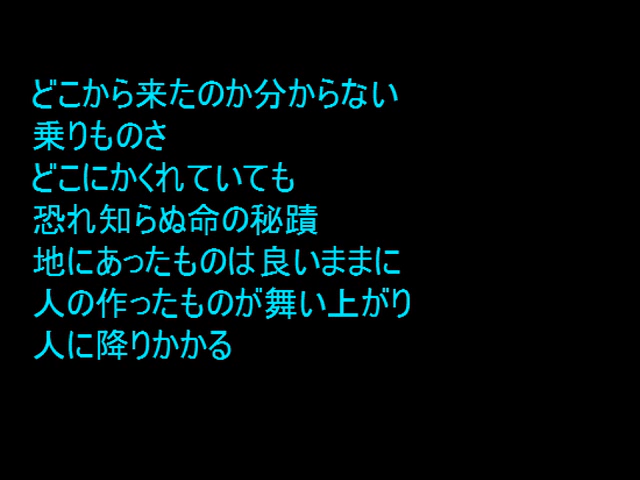 どこから来たのか分からない
乗りものさ
どこにかくれていても
恐れ知らぬ命の秘蹟
地にあったものは良いままに
人の作ったものが舞い上がり
人に降りかかる